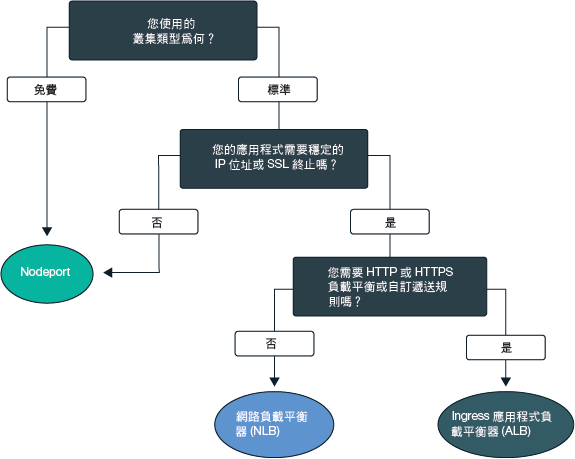 您使用的
叢集類型為何？
免費
標準
您的應用程式需要穩定的
IP 位址或 SSL 終止嗎？
否
是
Nodeport
您需要 HTTP 或 HTTPS
負載平衡或自訂遞送規
則嗎？
否
是
網路負載平衡
器 (NLB)
Ingress 應用程式負
載平衡器 (ALB)